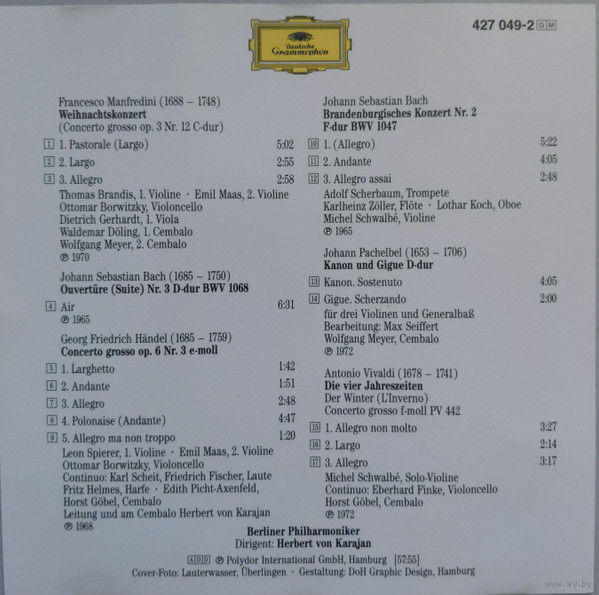 Deutsche
Grammophon
427 049-2 G M
Francesco Manfredini (1688 – 1748)
Weihnachtskonzert
(Concerto grosso op. 3 Nr. 12 C-dur)
1 1. Pastorale (Largo) 5:02
2 2. Largo 2:55
3 3. Allegro 2:58
Thomas Brandis, 1. Violine · Emil Maas, 2. Violine
Ottomar Borwitzky, Violoncello
Dietrich Gerhardt, 1. Viola
Waldemar Döling, 1. Cembalo
Wolfgang Meyer, 2. Cembalo
℗ 1970
Johann Sebastian Bach (1685 – 1750)
Ouvertüre (Suite) Nr. 3 D-dur BWV 1068
4 Air 6:31
℗ 1965
Georg Friedrich Händel (1685 – 1759)
Concerto grosso op. 6 Nr. 3 e-moll
5 1. Larghetto 1:42
6 2. Andante 1:51
7 3. Allegro 2:48
8 4. Polonaise (Andante) 4:47
9 5. Allegro ma non troppo 1:20
Leon Spierer, 1. Violine · Emil Maas, 2. Violine
Ottomar Borwitzky, Violoncello
Continuo: Karl Scheit, Friedrich Fischer, Laute
Fritz Helmes, Harfe · Edith Picht-Axenfeld,
Horst Göbel, Cembalo
Leitung und am Cembalo Herbert von Karajan
℗ 1968
Johann Sebastian Bach
Brandenburgisches Konzert Nr. 2
F-dur BWV 1047
10 1. (Allegro) 5:22
11 2. Andante 4:05
12 3. Allegro assai 2:48
Adolf Scherbaum, Trompete
Karlheinz Zöller, Flöte · Lothar Koch, Oboe
Michel Schwalbé, Violine
℗ 1965
Johann Pachelbel (1653 – 1706)
Kanon und Gigue D-dur
13 Kanon. Sostenuto 4:05
14 Gigue. Scherzando 2:00
für drei Violinen und Generalbaß
Bearbeitung: Max Seiffert
Wolfgang Meyer, Cembalo
℗ 1972
Antonio Vivaldi (1678 – 1741)
Die vier Jahreszeiten
Der Winter (L'Inverno)
Concerto grosso f-moll PV 442
15 1. Allegro non molto 3:27
16 2. Largo 2:14
17 3. Allegro 3:17
Michel Schwalbé, Solo-Violine
Continuo: Eberhard Finke, Violoncello
Horst Göbel, Cembalo
℗ 1972
Berliner Philharmoniker
Dirigent: Herbert von Karajan
ADD ℗ Polydor International GmbH, Hamburg [57:55]
Cover-Foto: Lauterwasser, Überlingen · Gestaltung: DoH Graphic Design, Hamburg
www.ay.by